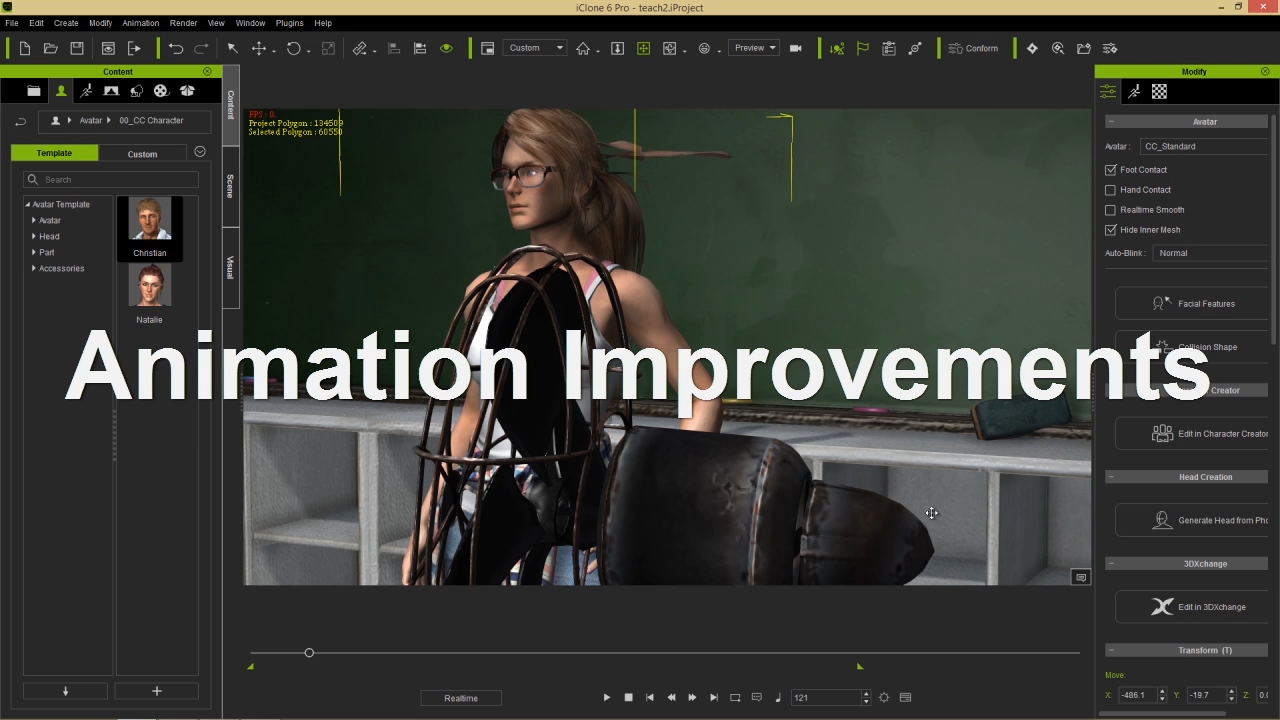 iClone 6 Pro - teach2.iProject
File Edit Create Modify Animation Render View Window Plugins Help
Custom Preview Conform
Content
Avatar 00_CC Character
Template Custom
Search
Avatar Template
Avatar
Head
Part
Accessories
Christian
Natalie
Content
Scene
Visual
FPS : 0.
Project Polygon : 134509
Selected Polygon : 60550
Animation Improvements
Realtime
121
Modify
Avatar
Avatar : CC_Standard
Foot Contact
Hand Contact
Realtime Smooth
Hide Inner Mesh
Auto-Blink : Normal
Facial Features
Collision Shape
Creator
Edit in Character Creator
Head Creation
Generate Head from Pho
3DXchange
Edit in 3DXchange
Transform (T)
Move:
X: -486.1 Y: -19.7 Z: 0.0